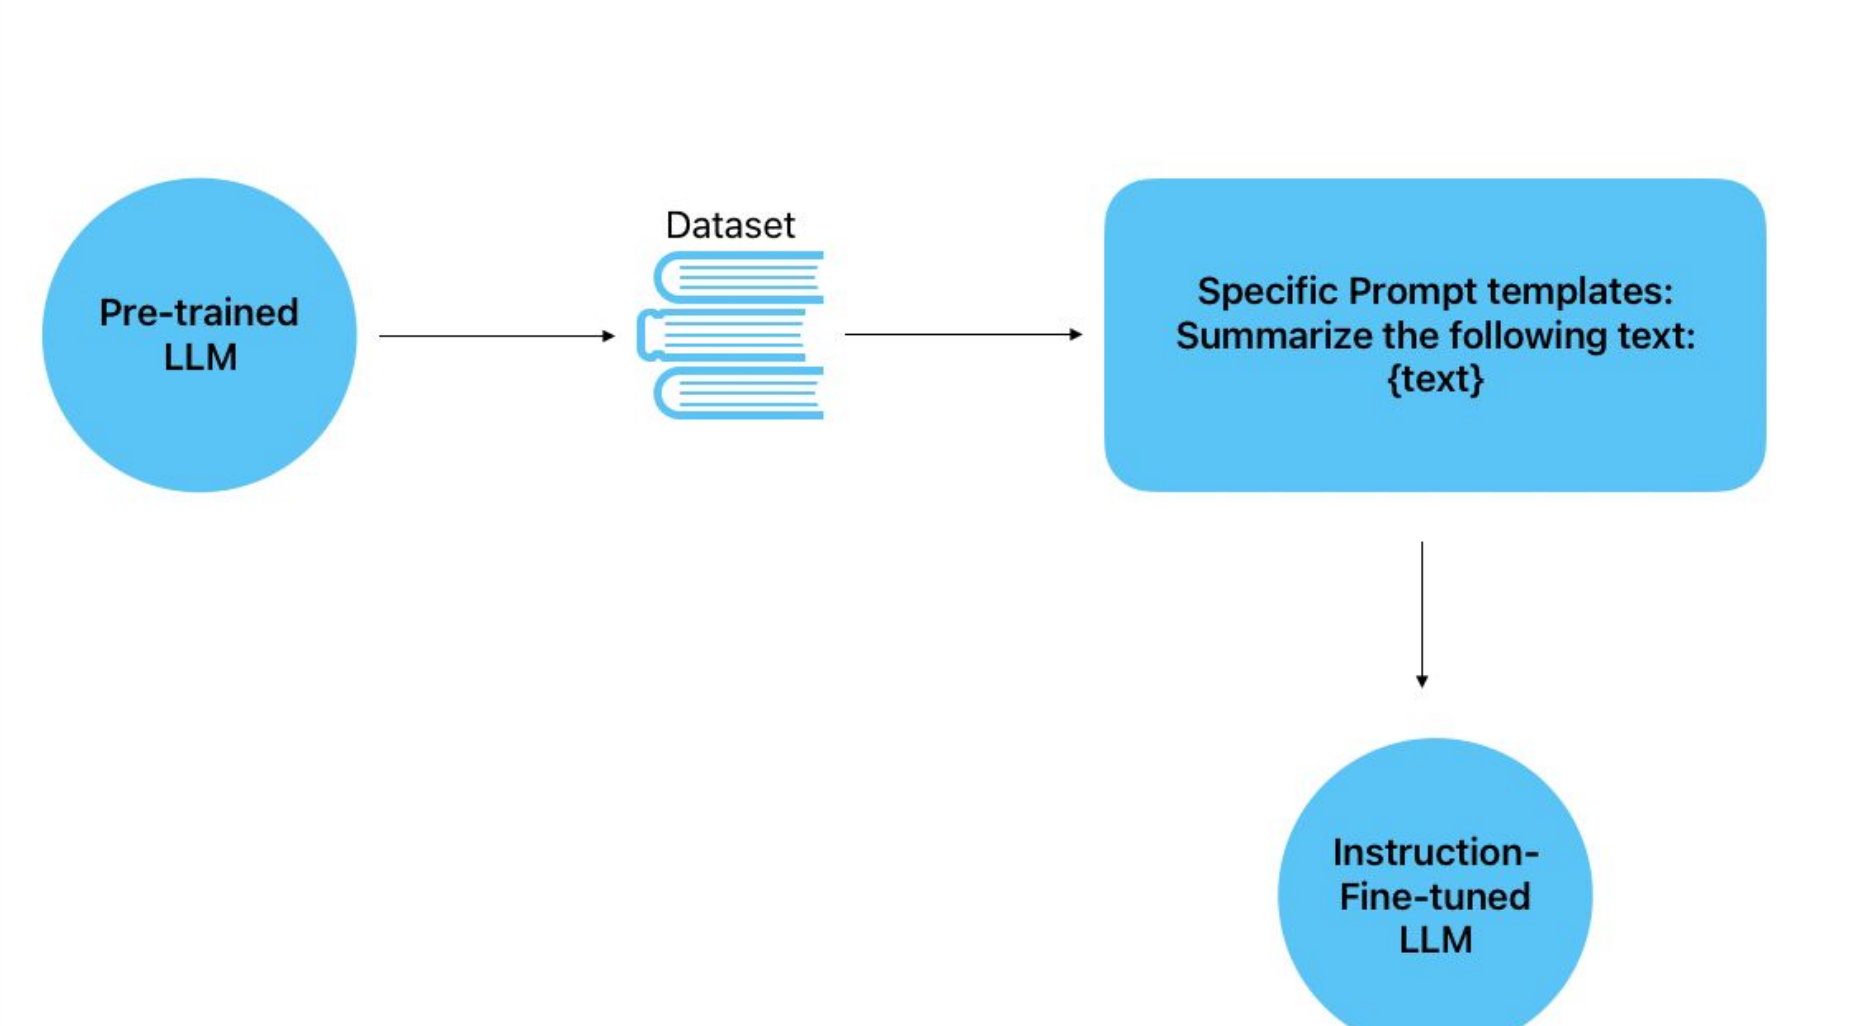 Pre-trained
LLM
Dataset
Specific Prompt templates:
Summarize the following text:
{text}
Instruction-
Fine-tuned
LLM